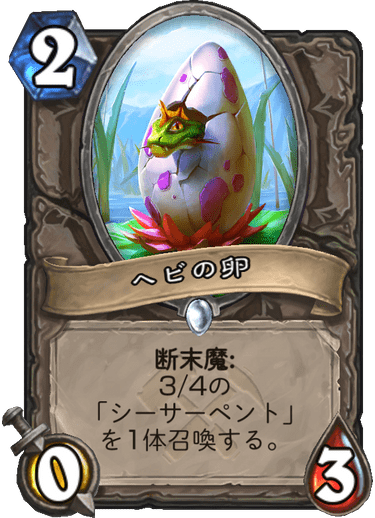 2
ヘビの卵
断末魔:
3/4の
「シーサーペント」
を1体召喚する。
0
3